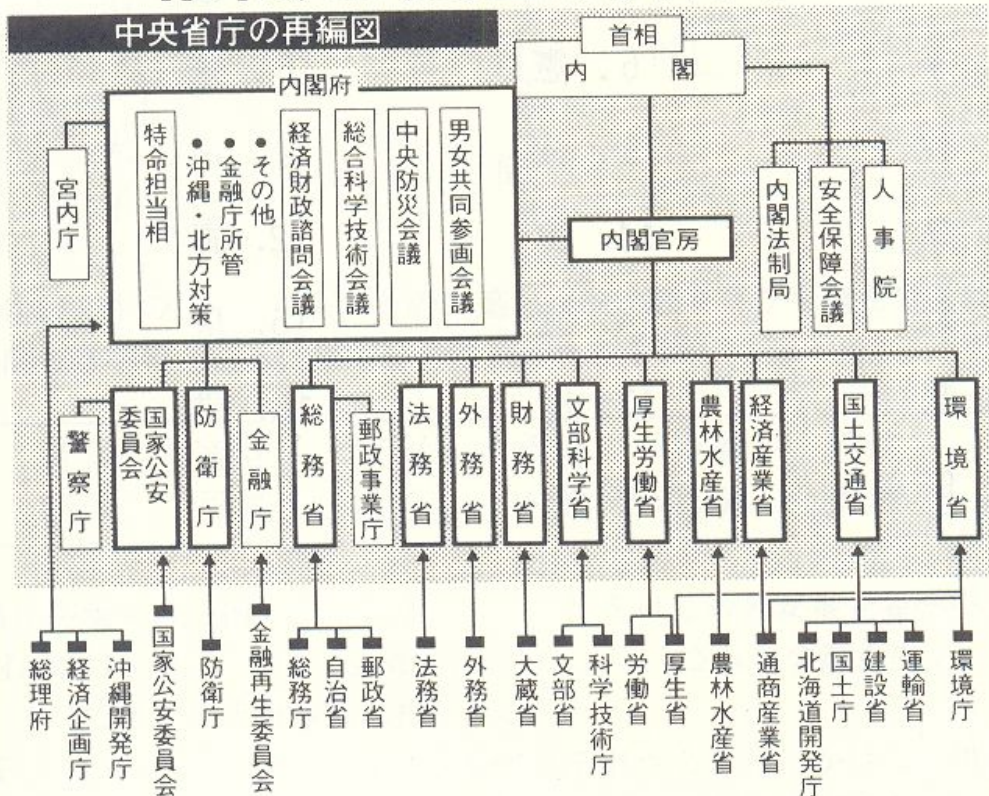 中央省庁の再編図
首相
内閣
内閣府
特命担当相
●沖縄・北方対策
●金融庁所管
●その他
経済財政諮問会議
総合科学技術会議
中央防災会議
男女共同参画会議
宮内庁
内閣官房
内閣法制局
安全保障会議
人事院
警察庁
国家公安
委員会
防衛庁
金融庁
総務省
郵政事業庁
法務省
外務省
財務省
文部科学省
厚生労働省
農林水産省
経済産業省
国土交通省
環境省
総理府
経済企画庁
沖縄開発庁
国家公安委員会
防衛庁
金融再生委員会
総務庁
自治省
郵政省
法務省
外務省
大蔵省
文部省
科学技術庁
労働省
厚生省
農林水産省
通商産業省
北海道開発庁
国土庁
建設省
運輸省
環境庁